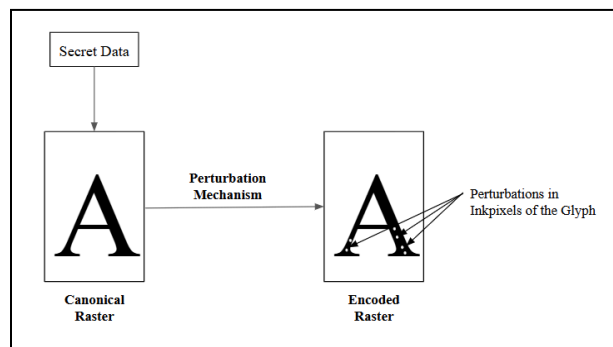 Secret Data
A
Perturbation
Mechanism
A
Perturbations in
Inkpixels of the Glyph
Canonical
Raster
Encoded
Raster